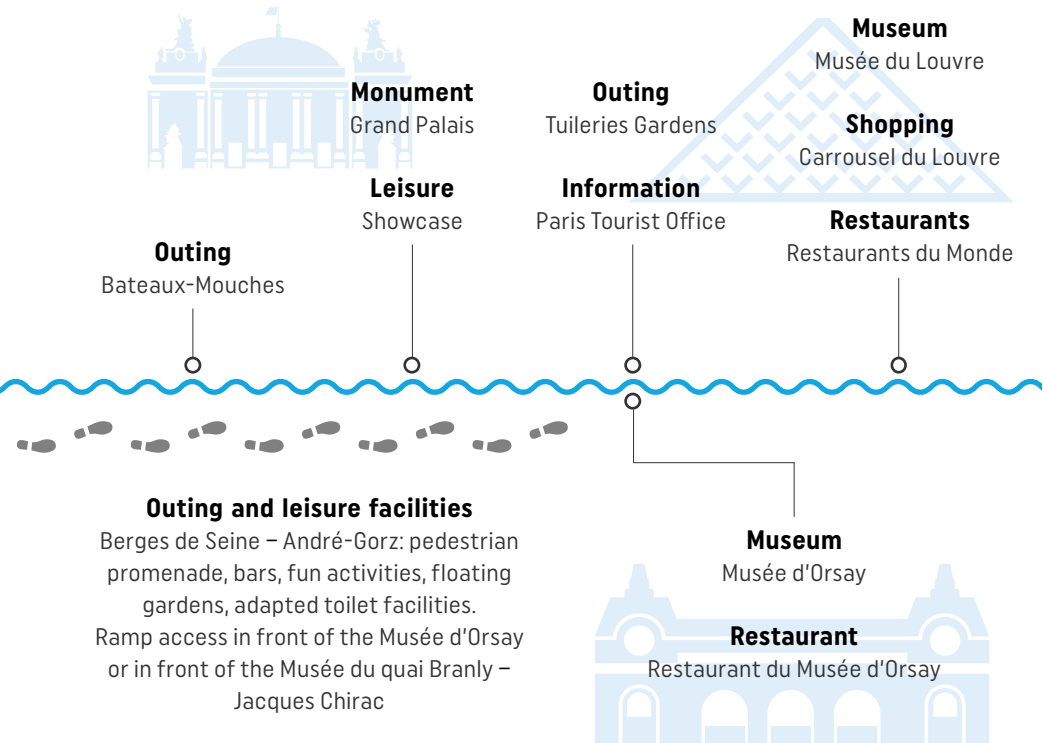 Outing
Bateaux-Mouches
Monument
Grand Palais
Leisure
Showcase
Outing
Tuileries Gardens
Information
Paris Tourist Office
Museum
Musée du Louvre
Shopping
Carrousel du Louvre
Restaurants
Restaurants du Monde
Outing and leisure facilities
Berges de Seine – André-Gorz: pedestrian
promenade, bars, fun activities, floating
gardens, adapted toilet facilities.
Ramp access in front of the Musée d'Orsay
or in front of the Musée du quai Branly –
Jacques Chirac
Museum
Musée d'Orsay
Restaurant
Restaurant du Musée d'Orsay